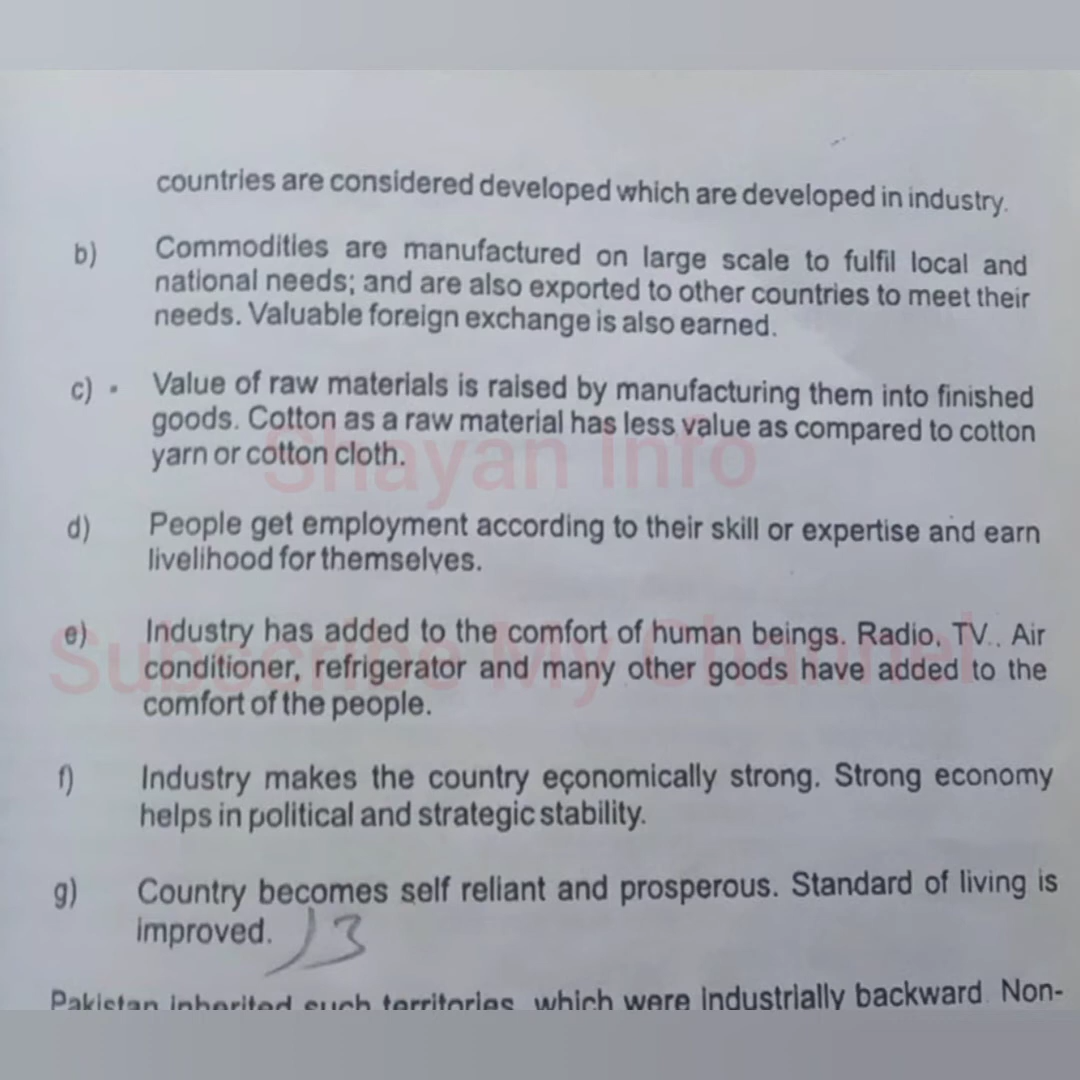 countries are considered developed which are developed in industry.
b) Commodities are manufactured on large scale to fulfil local and
national needs; and are also exported to other countries to meet their
needs. Valuable foreign exchange is also earned.
c) Value of raw materials is raised by manufacturing them into finished
goods. Cotton as a raw material has less value as compared to cotton
yarn or cotton cloth.
Shayan Info
d) People get employment according to their skill or expertise and earn
livelihood for themselves.
e) Industry has added to the comfort of human beings. Radio, TV., Air
conditioner, refrigerator and many other goods have added to the
comfort of the people.
Subscribe My Channel
f) Industry makes the country economically strong. Strong economy
helps in political and strategic stability.
g) Country becomes self reliant and prosperous. Standard of living is
improved.
Pakistan inherited such territories which were industrially backward. Non-